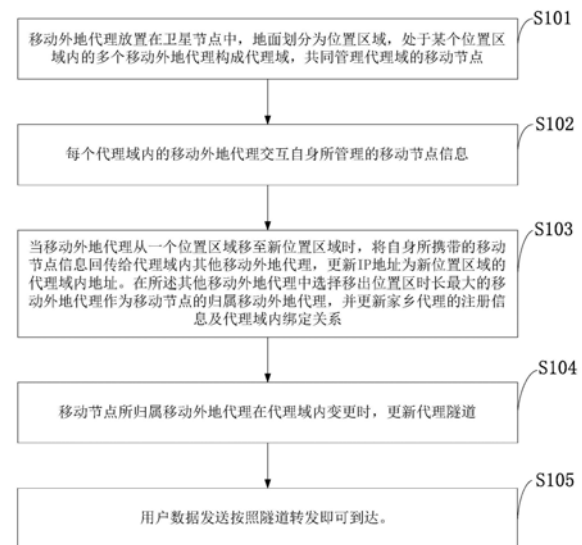 S101
移动外地代理放置在卫星节点中，地面划分为位置区域，处于某个位置区
域内的多个移动外地代理构成代理域，共同管理代理域的移动节点
S102
每个代理域内的移动外地代理交互自身所管理的移动节点信息
S103
当移动外地代理从一个位置区域移至新位置区域时，将自身所携带的移动
节点信息回传给代理域内其他移动外地代理，更新IP地址为新位置区域的
代理域内地址。在所述其他移动外地代理中选择移出位置区时长最大的移
动外地代理作为移动节点的归属移动外地代理，并更新家乡代理的注册信
息及代理域内绑定关系
S104
移动节点所归属移动外地代理在代理域内变更时，更新代理隧道
S105
用户数据发送按照隧道转发即可到达。